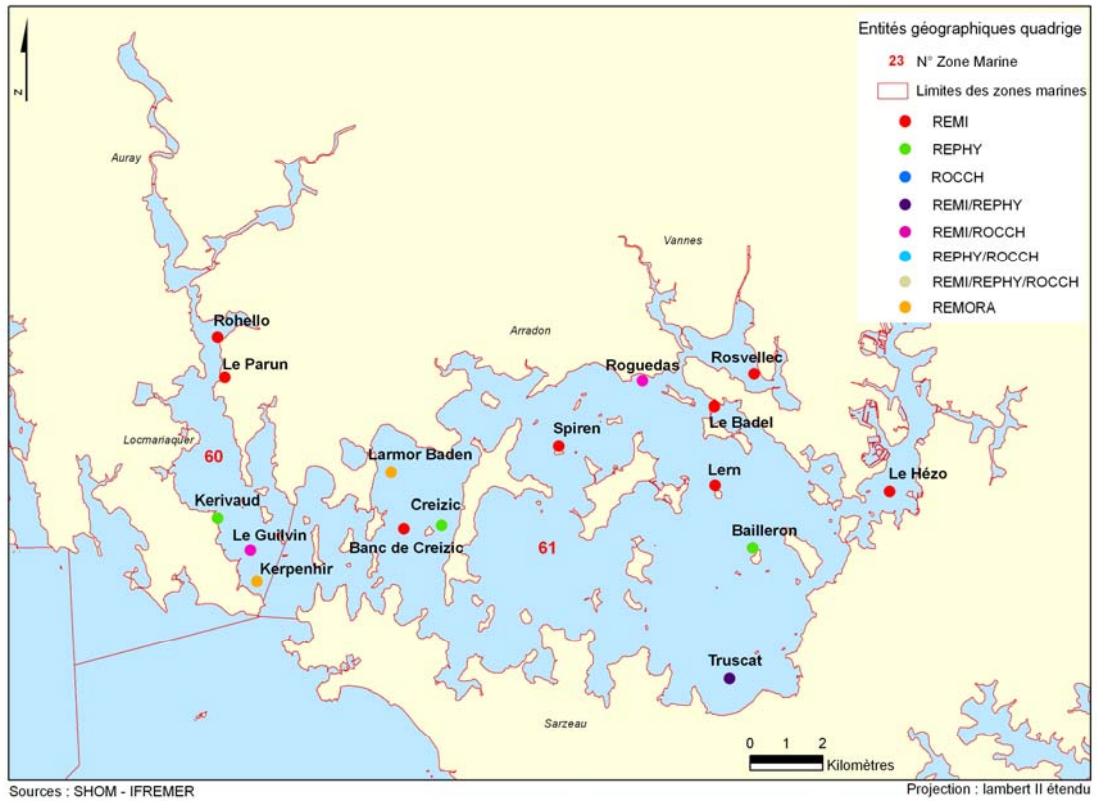 Entités géographiques quadrige
23 N° Zone Marine
Limites des zones marines
REMI
REPHY
ROCCH
REMI/REPHY
REMI/ROCCH
REPHY/ROCCH
REMI/REPHY/ROCCH
REMORA
N
Auray
Vannes
Rohello
Arradon
Le Parun
Roguedas
Rosvellec
Le Badel
Spiren
Locmariaquer
60
Larmor Baden
Lern
Le Hézo
Kerivaud
Creizic
Bailleron
Le Guilvin
Banc de Creizic
61
Kerpenhir
Truscat
Sarzeau
0 1 2
Kilomètres
Sources : SHOM - IFREMER
Projection : lambert II étendu